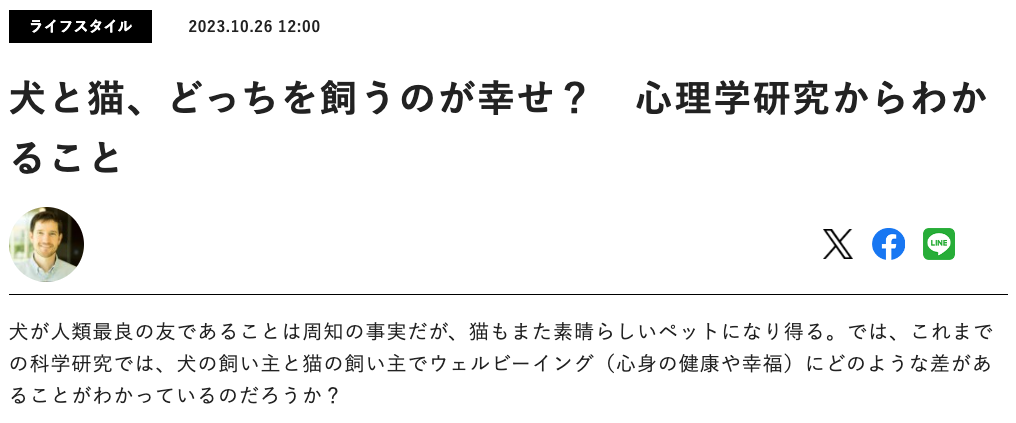 ライフスタイル 2023.10.26 12:00
犬と猫、どっちを飼うのが幸せ？　心理学研究からわか
ること
LINE
犬が人類最良の友であることは周知の事実だが、猫もまた素晴らしいペットになり得る。では、これまで
の科学研究では、犬の飼い主と猫の飼い主でウェルビーイング（心身の健康や幸福）にどのような差があ
ることがわかっているのだろうか？